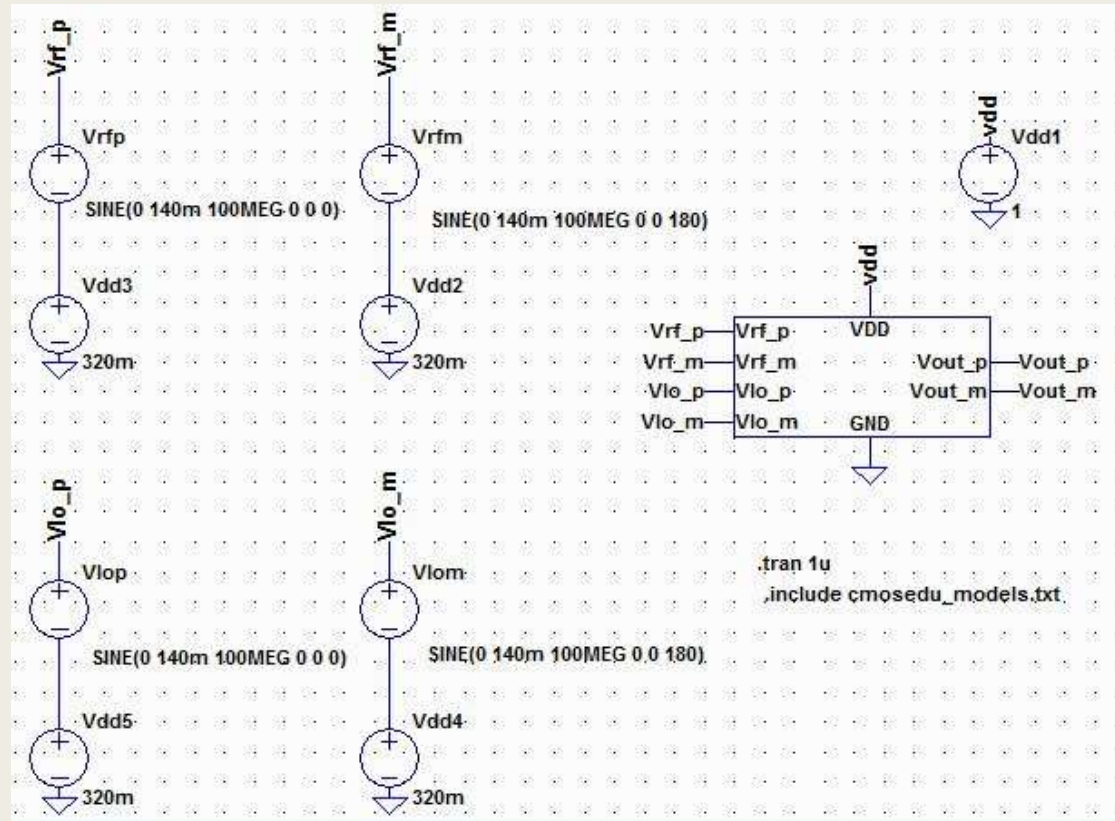 Vrf_p
Vrf_m
vdd
Vrfp
Vrfm
Vdd1
SINE(0 140m 100MEG 0 0 0)
SINE(0 140m 100MEG 0 0 180)
1
Vdd3
Vdd2
vdd
320m
320m
Vrf_p Vrf_p VDD
Vrf_m Vrf_m Vout_p Vout_p
Vlo_p Vlo_p Vout_m Vout_m
Vlo_m Vlo_m GND
Vlo_p
Vlo_m
Vlop
Vlom
.tran 1u
.include cmosedu_models.txt
SINE(0 140m 100MEG 0 0 0)
SINE(0 140m 100MEG 0 0 180)
Vdd5
Vdd4
320m
320m